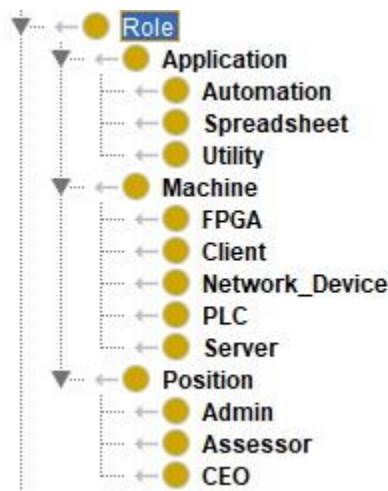 Role
Application
Automation
Spreadsheet
Utility
Machine
FPGA
Client
Network_Device
PLC
Server
Position
Admin
Assessor
CEO